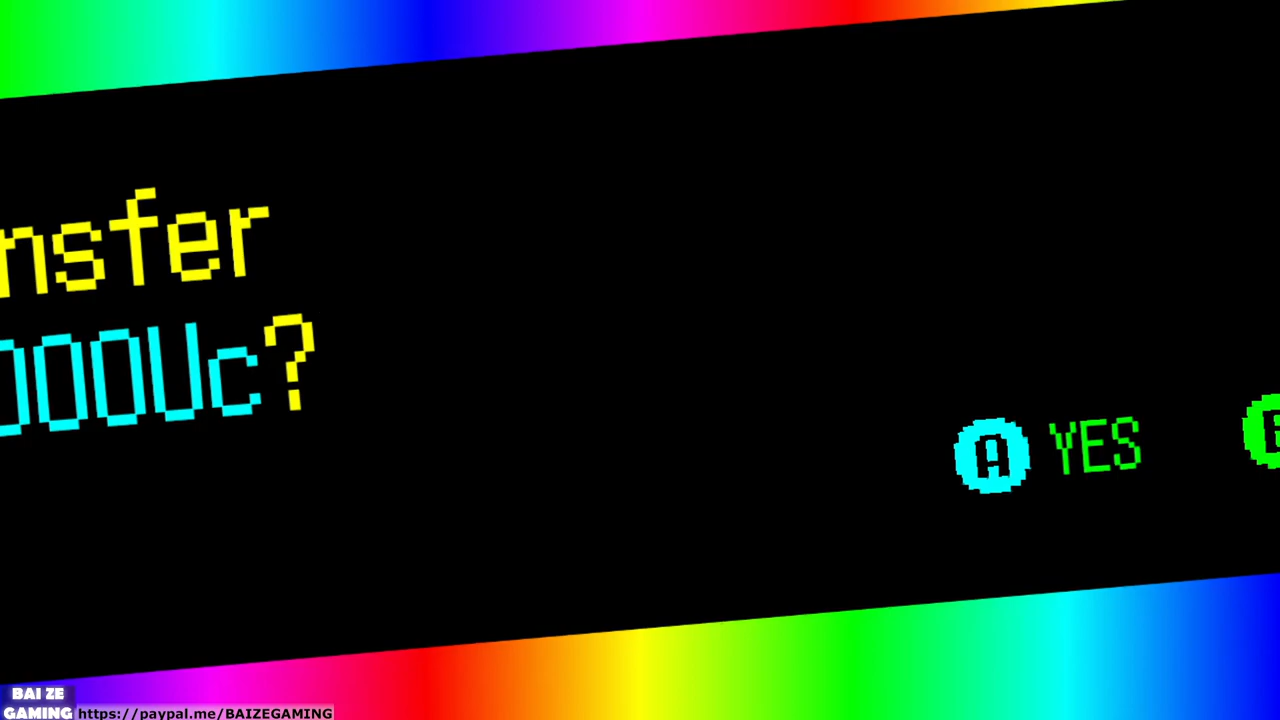 nsfer
000Uc?
A YES
BAI ZE
GAMING https://paypal.me/BAIZEGAMING